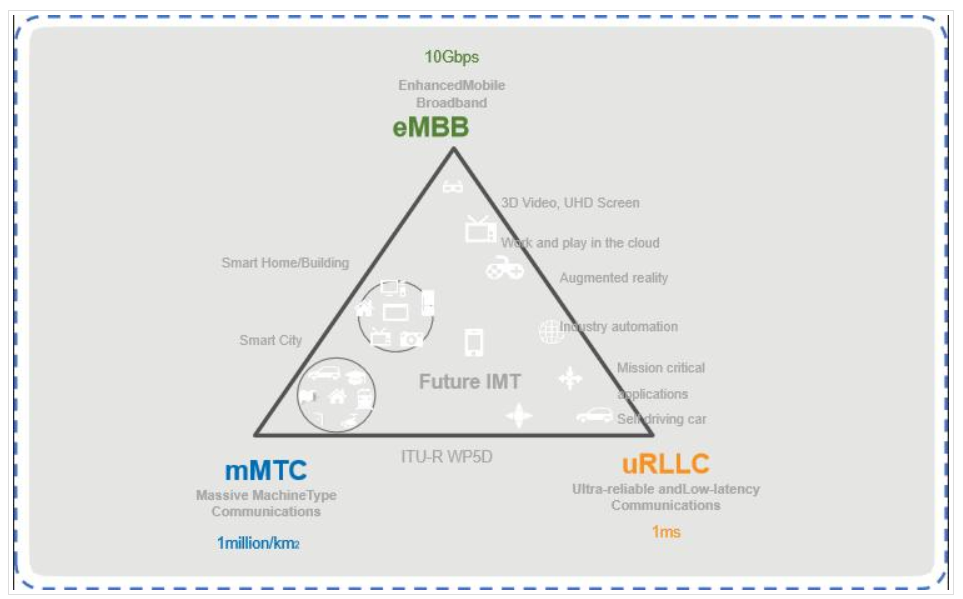 10Gbps
EnhancedMobile
Broadband
eMBB
3D Video, UHD Screen
Work and play in the cloud
Smart Home/Building
Augmented reality
Industry automation
Smart City
Mission critical
applications
Future IMT
Self driving car
ITU-R WP5D
mMTC
Massive MachineType
Communications
1million/km2
uRLLC
Ultra-reliable andLow-latency
Communications
1ms